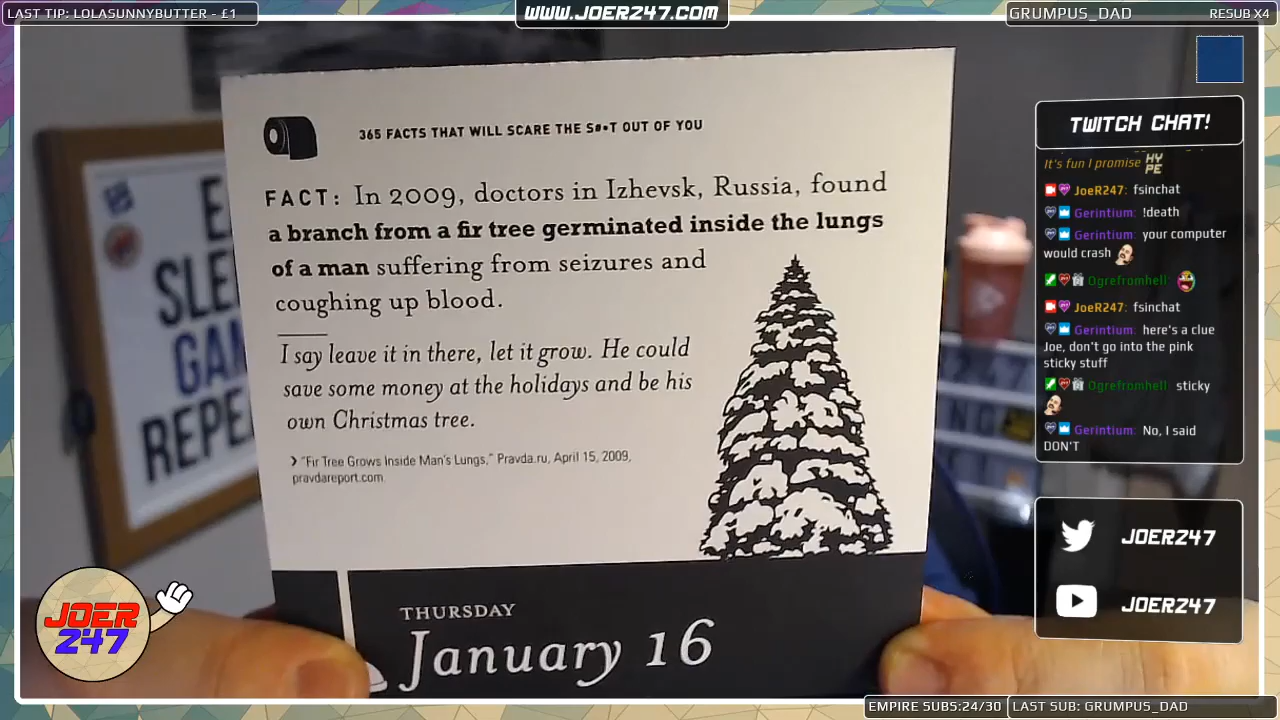 LAST TIP: LOLASUNNYBUTTER - £1
WWW.JOER247.COM
GRUMPUS_DAD RESUB X4
365 FACTS THAT WILL SCARE THE S#•T OUT OF YOU
FACT: In 2009, doctors in Izhevsk, Russia, found
a branch from a fir tree germinated inside the lungs
of a man suffering from seizures and
coughing up blood.
I say leave it in there, let it grow. He could
save some money at the holidays and be his
own Christmas tree.
› "Fir Tree Grows Inside Man's Lungs," Pravda.ru, April 15, 2009,
pravdareport.com.
THURSDAY
January 16
SLE
GA
REPE
TWITCH CHAT!
It's fun I promise HYPE
JoeR247: fsinchat
Gerintium: !death
Gerintium: your computer
would crash
Ogrefromhell:
JoeR247: fsinchat
Gerintium: here's a clue
Joe, don't go into the pink
sticky stuff
Ogrefromhell: sticky
Gerintium: No, I said
DON'T
JOER247
JOER247
JOER
247
EMPIRE SUBS:24/30
LAST SUB: GRUMPUS_DAD